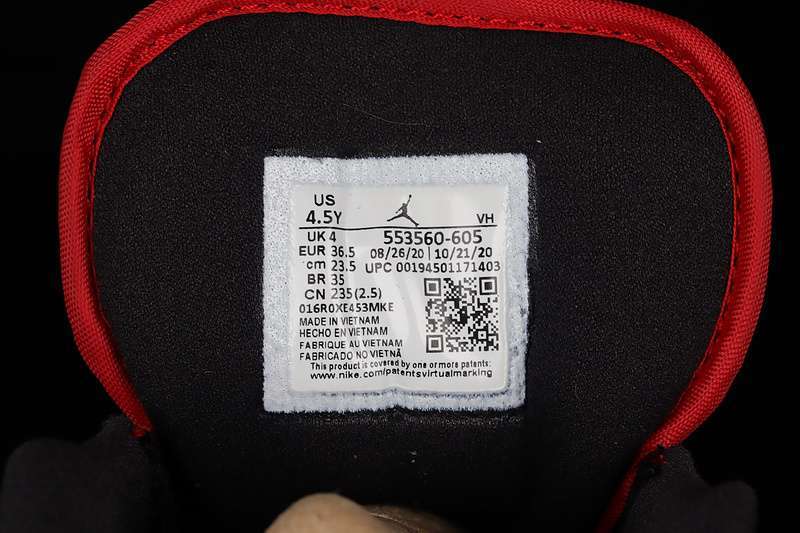 US
4.5Y VH
UK 4 553560-605
EUR 36.5 08/26/20 | 10/21/20
cm 23.5 UPC 00194501171403
BR 35
CN 235(2.5)
016R0XE453MKE
MADE IN VIETNAM
HECHO EN VIETNAM
FABRIQUE AU VIETNAM
FABRICADO NO VIETNÃ
This product is covered by one or more patents:
www.nike.com/patentsvirtualmarking